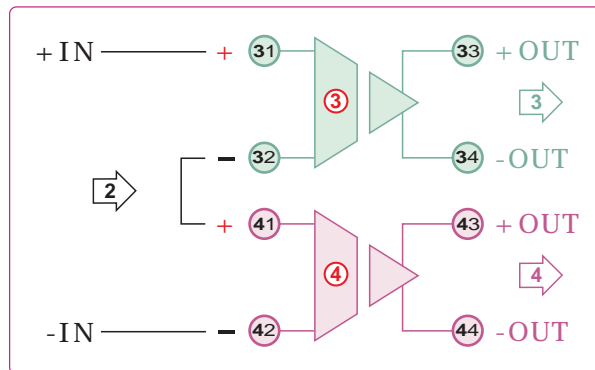 +IN + 31 33 +OUT
3 3
- 32 34 -OUT
2
+ 41 43 +OUT
4 4
-IN - 42 44 -OUT